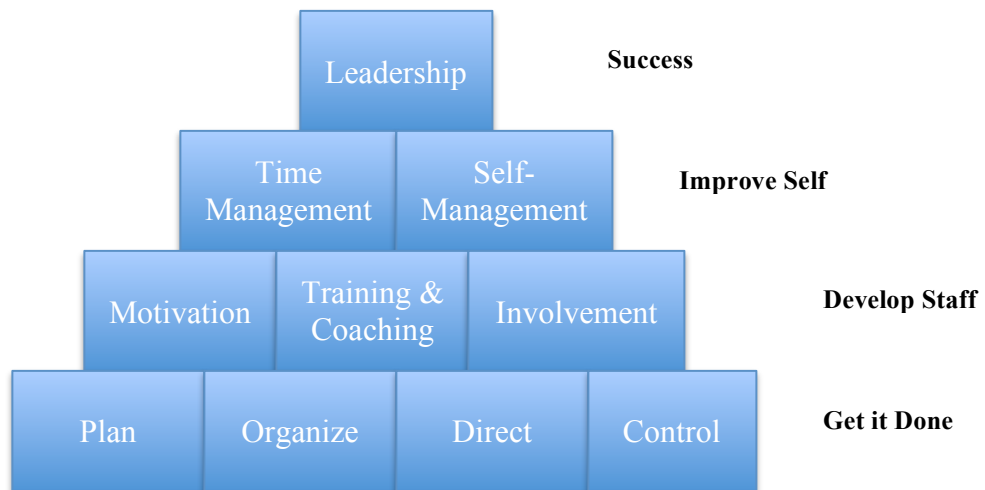 Leadership
Success
Time
Management
Self-
Management
Improve Self
Motivation
Training &
Coaching
Involvement
Develop Staff
Plan
Organize
Direct
Control
Get it Done